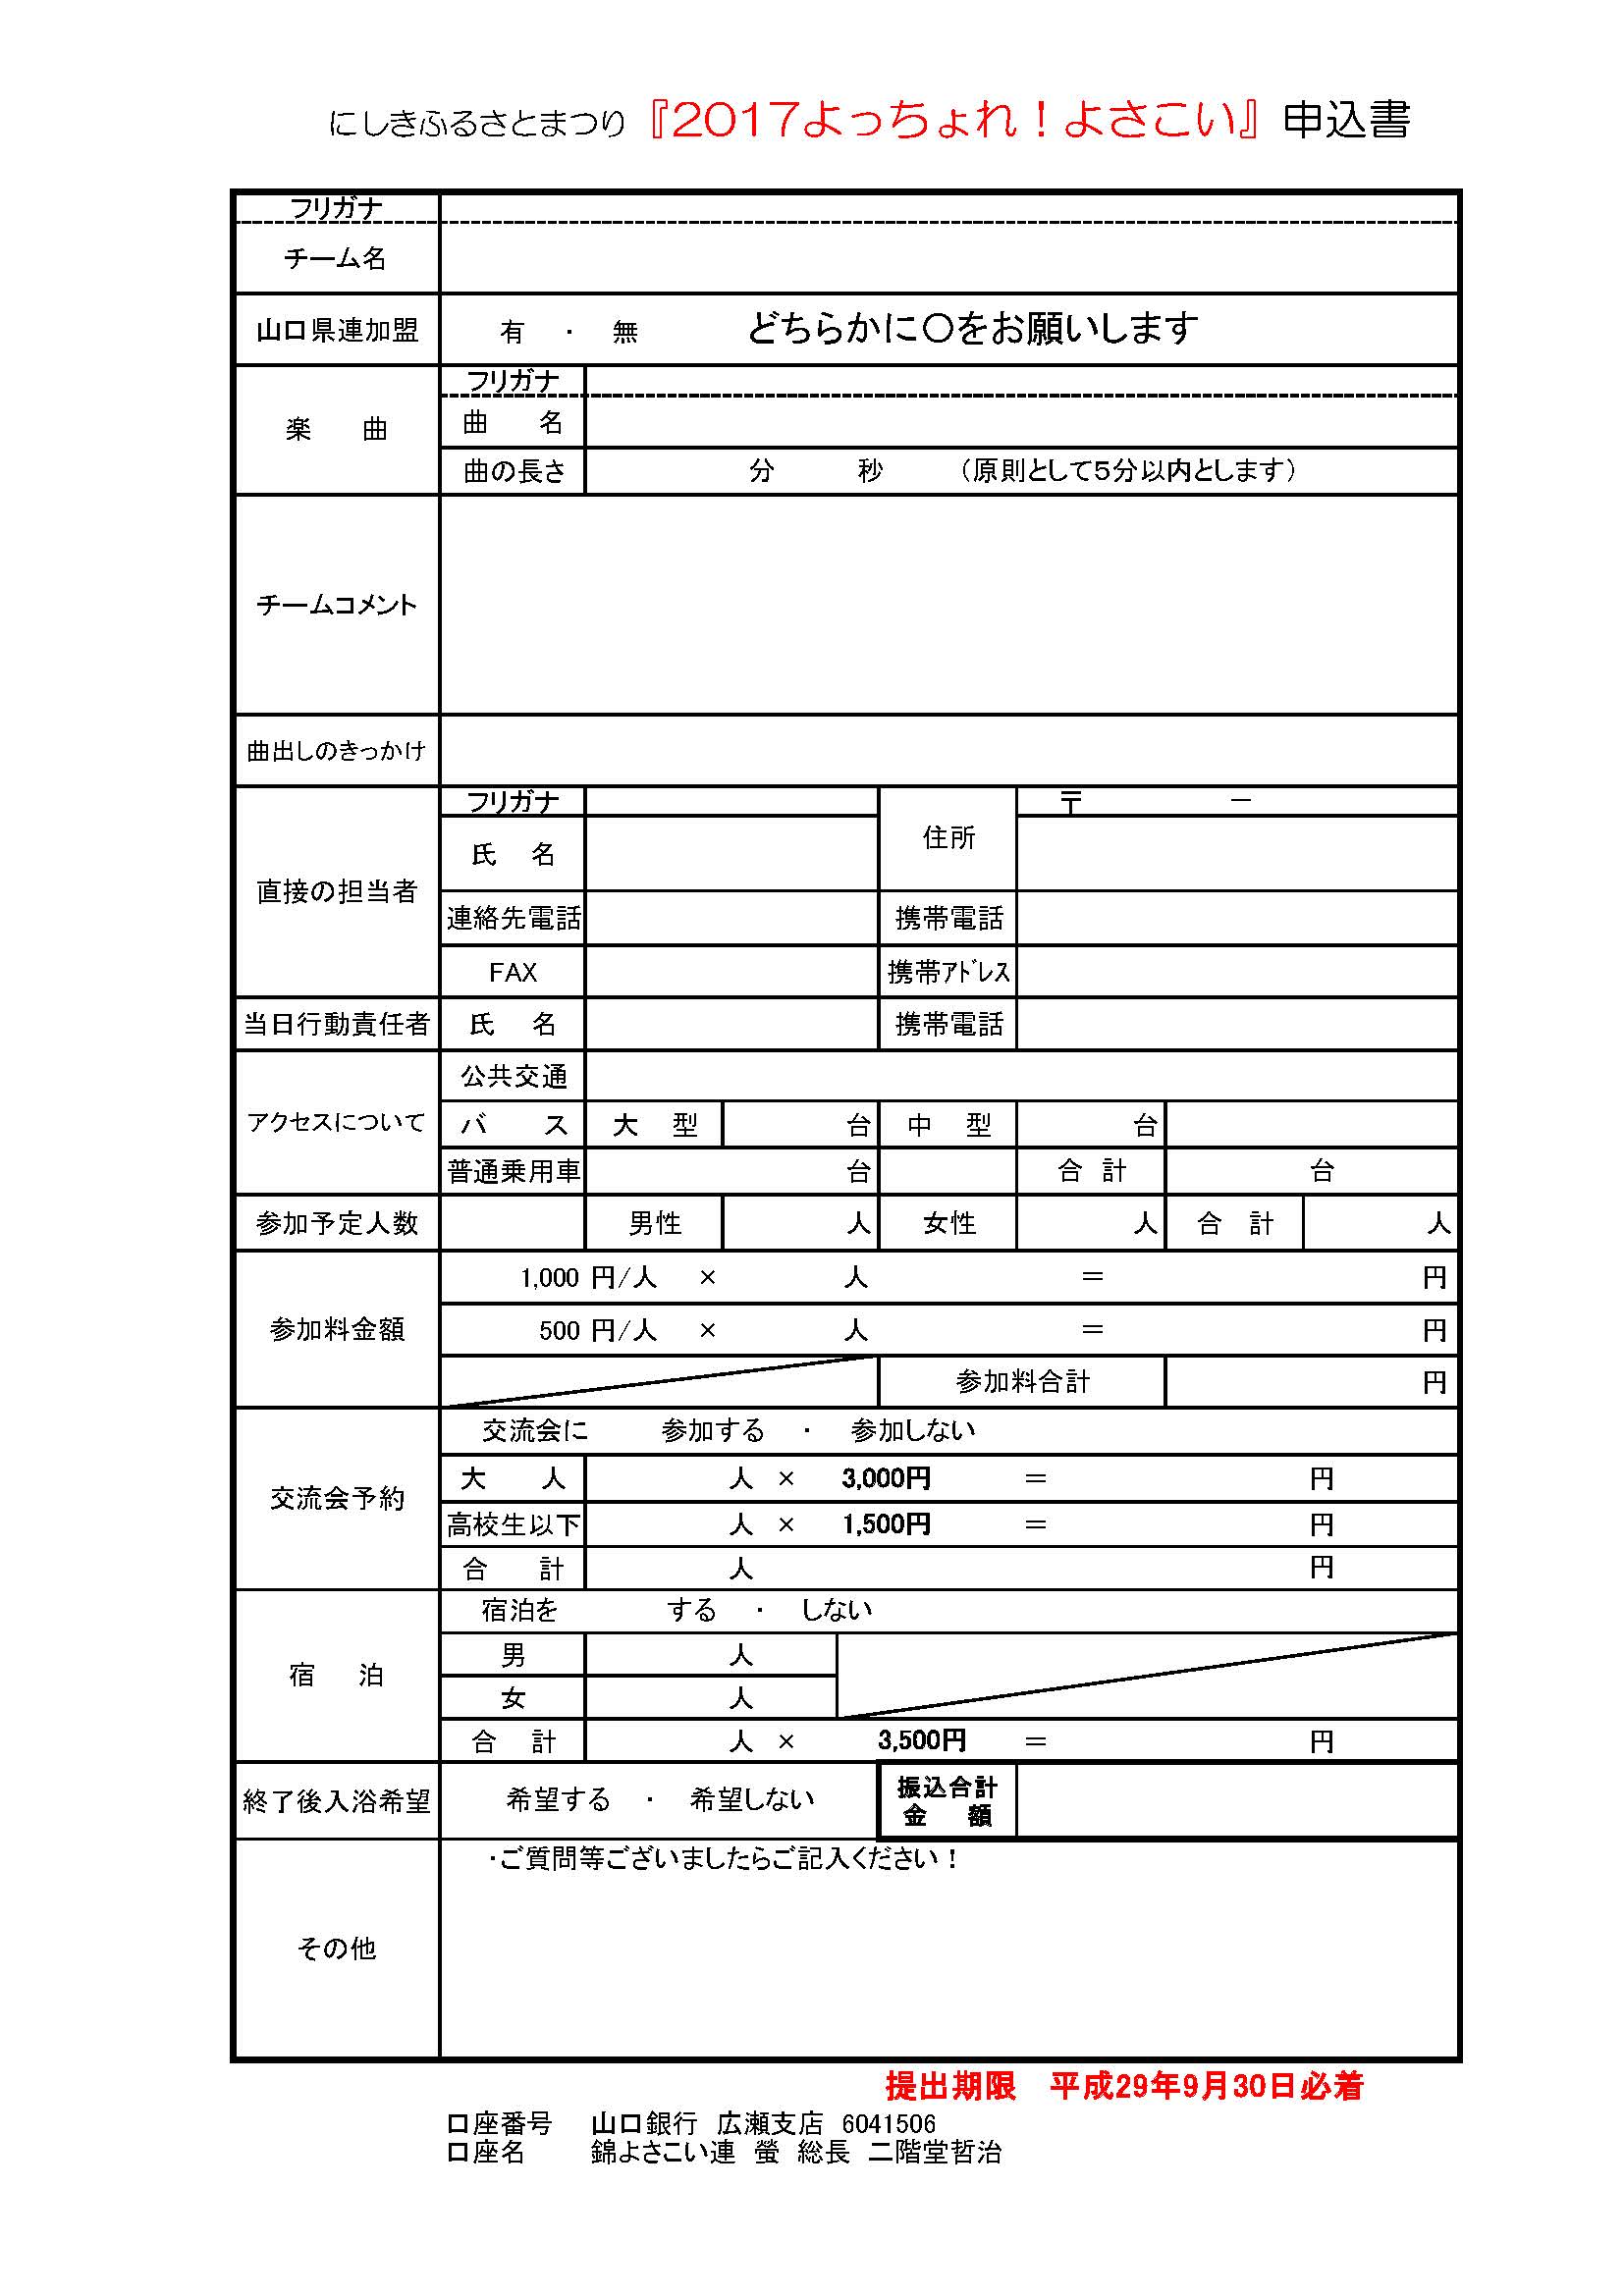 にしきふるさとまつり『2017よっちょれ！よさこい』申込書
フリガナ
チーム名
山口県連加盟 有 ・ 無 どちらかに〇をお願いします
楽 曲
フリガナ
曲 名
曲の長さ 分 秒 （原則として5分以内とします）
チームコメント
曲出しのきっかけ
直接の担当者
フリガナ 住所 〒 －
氏 名
連絡先電話 携帯電話
FAX 携帯ｱﾄﾞﾚｽ
当日行動責任者 氏 名 携帯電話
アクセスについて
公共交通
バ ス 大 型 台 中 型 台
普通乗用車 台 合 計 台
参加予定人数 男性 人 女性 人 合 計 人
参加料金額
1,000 円/人 × 人 ＝ 円
500 円/人 × 人 ＝ 円
参加料合計 円
交流会予約
交流会に 参加する ・ 参加しない
大 人 人 × 3,000円 ＝ 円
高校生以下 人 × 1,500円 ＝ 円
合 計 人 円
宿 泊
宿泊を する ・ しない
男 人
女 人
合 計 人 × 3,500円 ＝ 円
終了後入浴希望 希望する ・ 希望しない
振込合計
金 額
その他
・ご質問等ございましたらご記入ください！
提出期限 平成29年9月30日必着
口座番号 山口銀行 広瀬支店 6041506
口座名 錦よさこい連 螢 総長 二階堂哲治